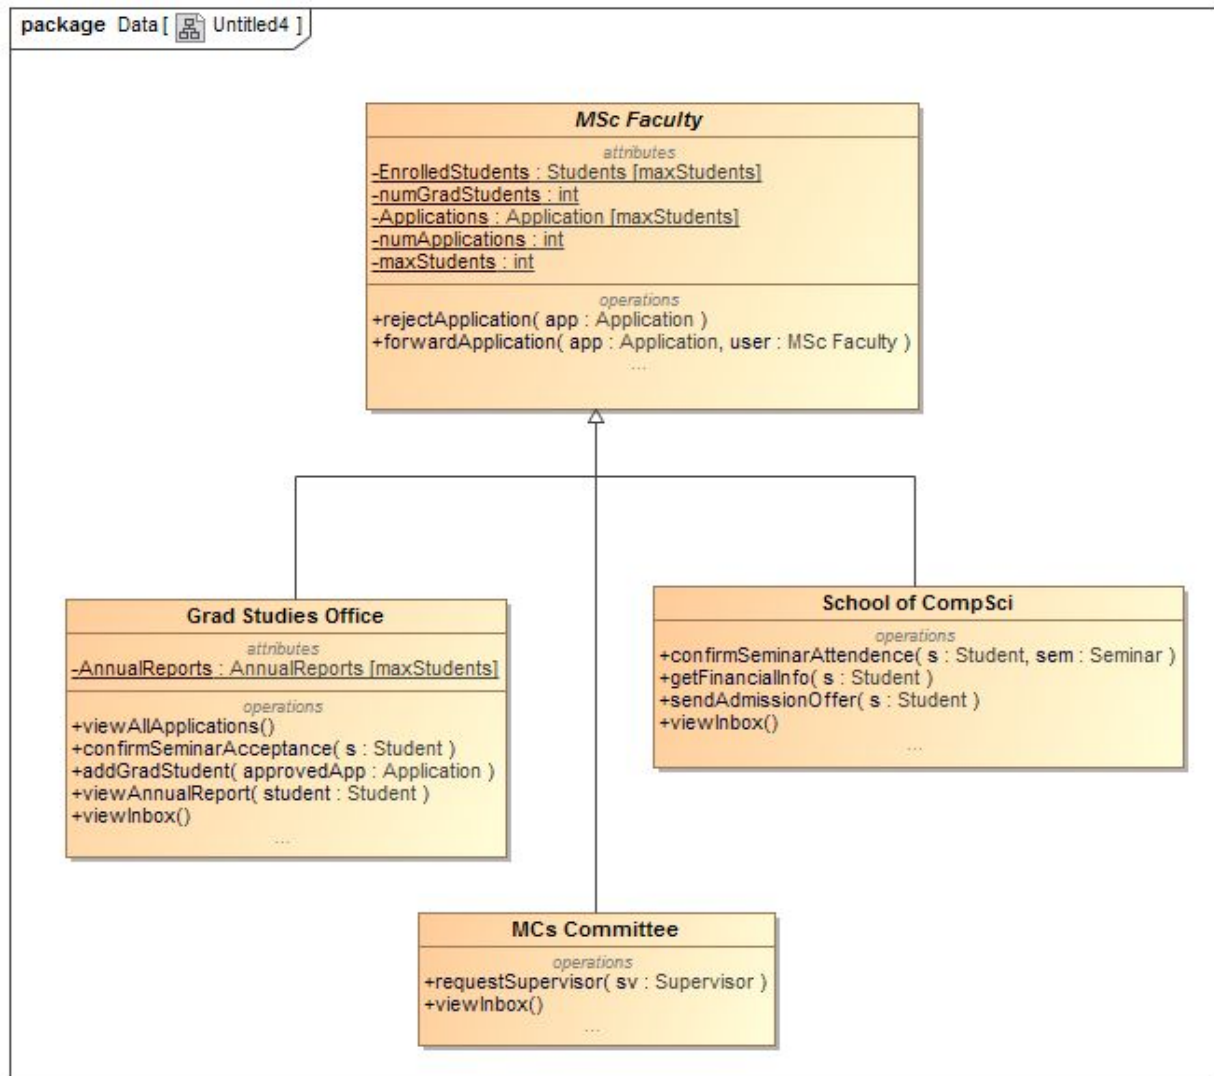 package Data [ Untitled4 ]
MSc Faculty
attributes
-EnrolledStudents : Students [maxStudents]
-numGradStudents : int
-Applications : Application [maxStudents]
-numApplications : int
-maxStudents : int
operations
+rejectApplication( app : Application )
+forwardApplication( app : Application, user : MSc Faculty )
...
Grad Studies Office
attributes
-AnnualReports : AnnualReports [maxStudents]
operations
+viewAllApplications()
+confirmSeminarAcceptance( s : Student )
+addGradStudent( approvedApp : Application )
+viewAnnualReport( student : Student )
+viewInbox()
...
School of CompSci
operations
+confirmSeminarAttendence( s : Student, sem : Seminar )
+getFinancialInfo( s : Student )
+sendAdmissionOffer( s : Student )
+viewInbox()
...
MCs Committee
operations
+requestSupervisor( sv : Supervisor )
+viewInbox()
...